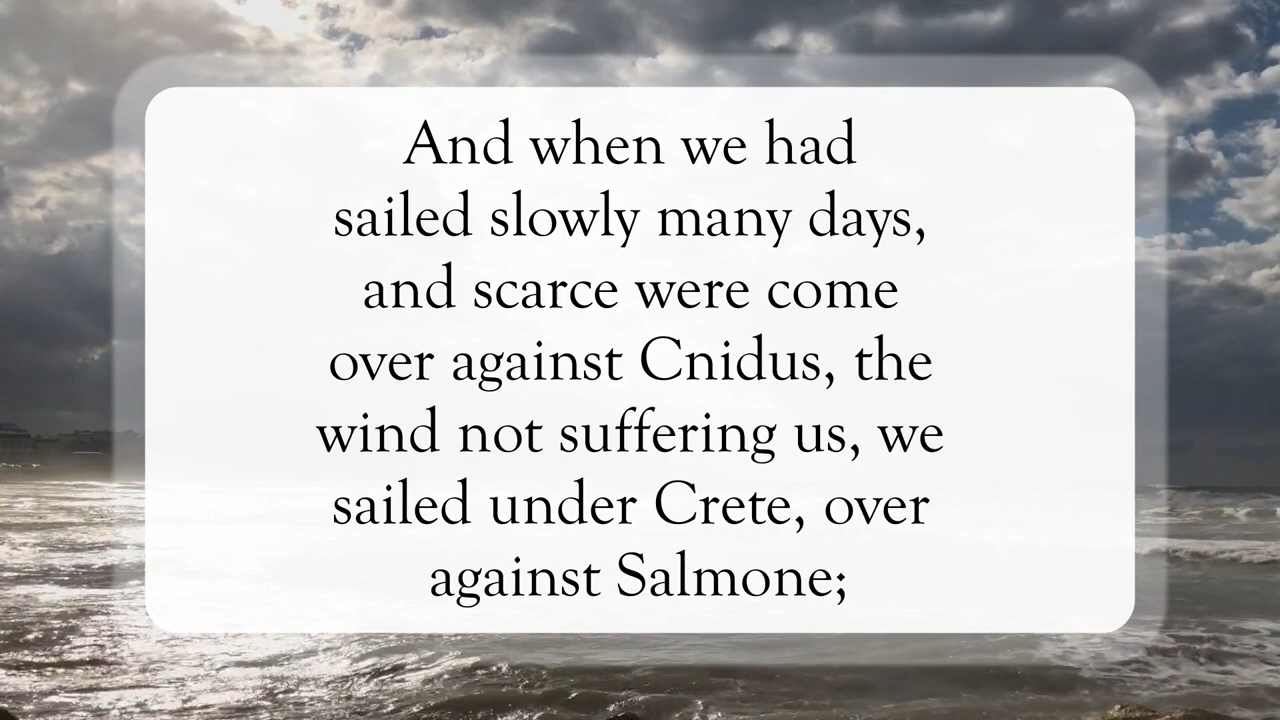 And when we had
sailed slowly many days,
and scarce were come
over against Cnidus, the
wind not suffering us, we
sailed under Crete, over
against Salmone;